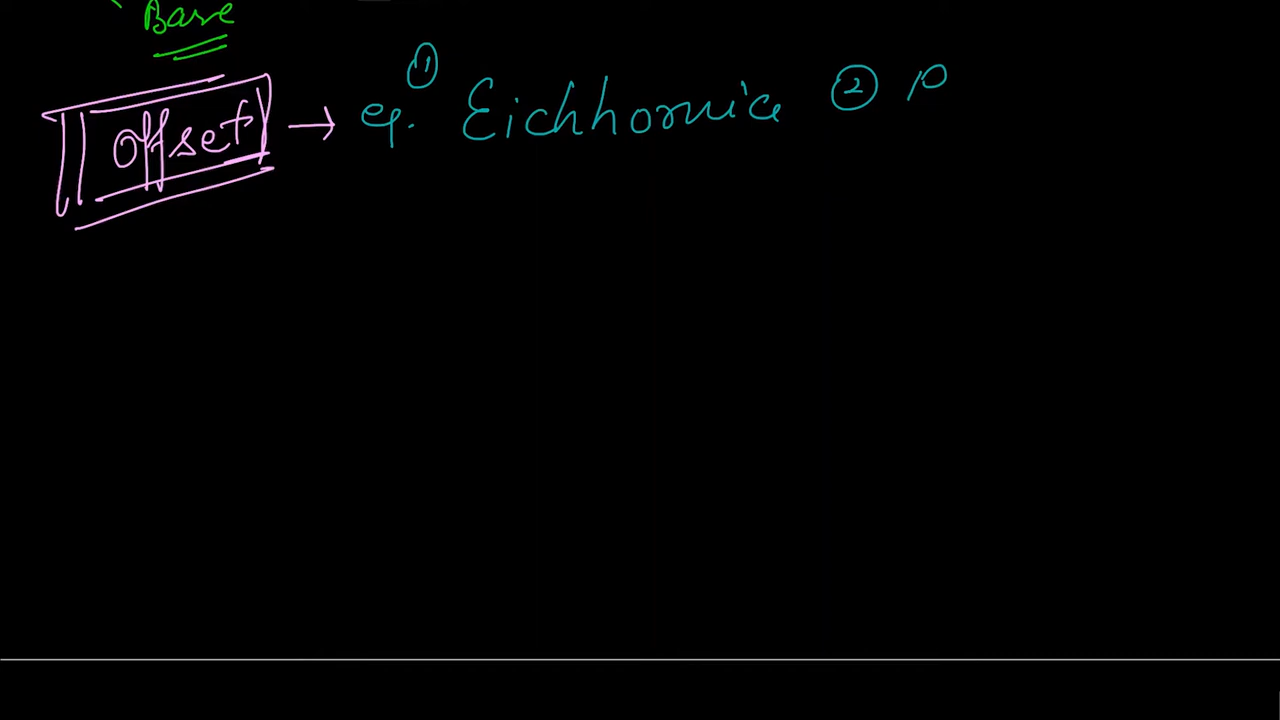 Base
Offset → eg. ① Eichhornia ② P